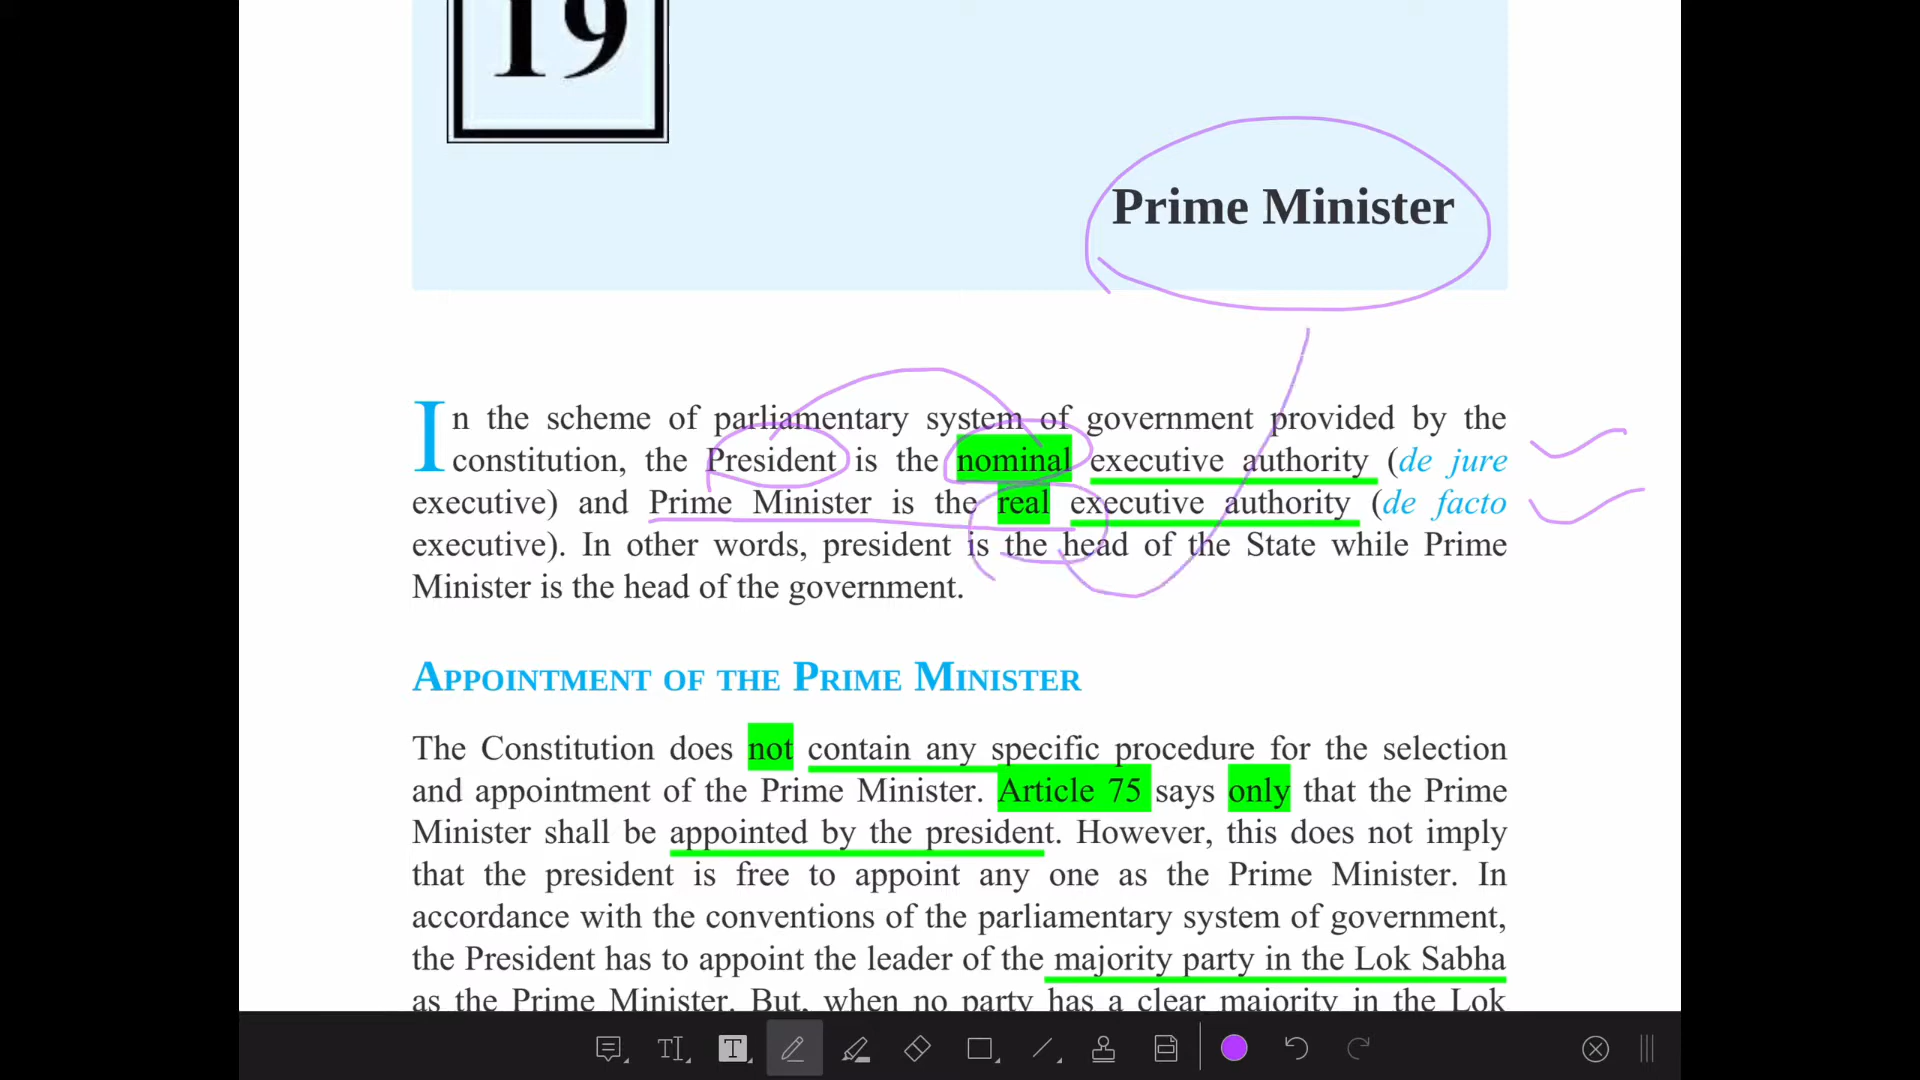 19
Prime Minister
In the scheme of parliamentary system of government provided by the
constitution, the President is the nominal executive authority (de jure
executive) and Prime Minister is the real executive authority (de facto
executive). In other words, president is the head of the State while Prime
Minister is the head of the government.
APPOINTMENT OF THE PRIME MINISTER
The Constitution does not contain any specific procedure for the selection
and appointment of the Prime Minister. Article 75 says only that the Prime
Minister shall be appointed by the president. However, this does not imply
that the president is free to appoint any one as the Prime Minister. In
accordance with the conventions of the parliamentary system of government,
the President has to appoint the leader of the majority party in the Lok Sabha
as the Prime Minister. But, when no party has a clear majority in the Lok